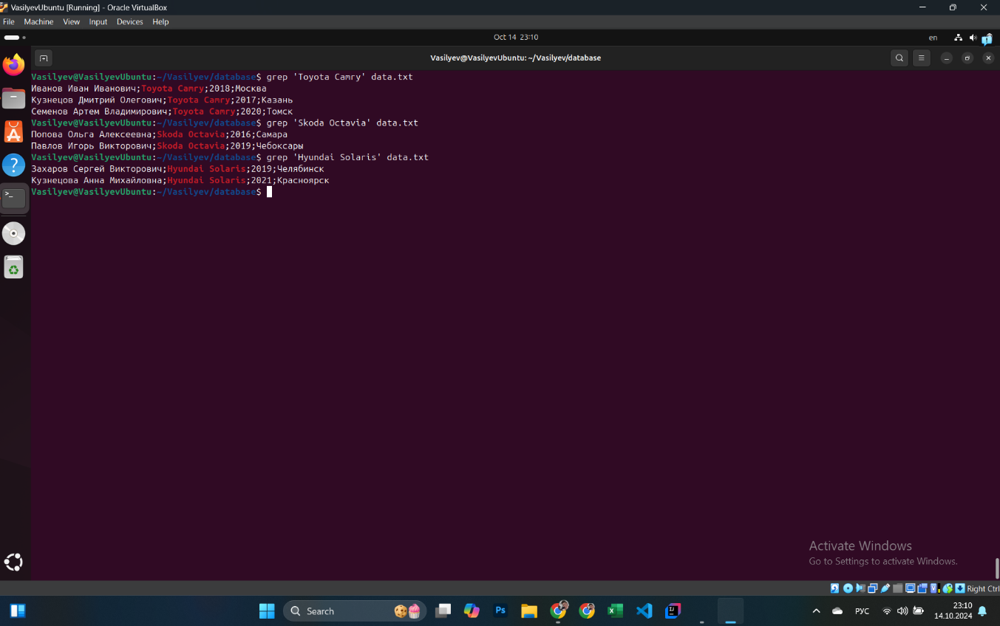 VasilyevUbuntu [Running] - Oracle VirtualBox
File Machine View Input Devices Help
Oct 14 23:10
en
Vasilyev@VasilyevUbuntu: ~/Vasilyev/database
Vasilyev@VasilyevUbuntu:~/Vasilyev/database$ grep 'Toyota Camry' data.txt
Иванов Иван Иванович;Toyota Camry;2018;Москва
Кузнецов Дмитрий Олегович;Toyota Camry;2017;Казань
Семенов Артем Владимирович;Toyota Camry;2020;Томск
Vasilyev@VasilyevUbuntu:~/Vasilyev/database$ grep 'Skoda Octavia' data.txt
Попова Ольга Алексеевна;Skoda Octavia;2016;Самара
Павлов Игорь Викторович;Skoda Octavia;2019;Чебоксары
Vasilyev@VasilyevUbuntu:~/Vasilyev/database$ grep 'Hyundai Solaris' data.txt
Захаров Сергей Викторович;Hyundai Solaris;2019;Челябинск
Кузнецова Анна Михайловна;Hyundai Solaris;2021;Красноярск
Vasilyev@VasilyevUbuntu:~/Vasilyev/database$
Activate Windows
Go to Settings to activate Windows.
Right Ctrl
Search
Ps
РУС
23:10
14.10.2024